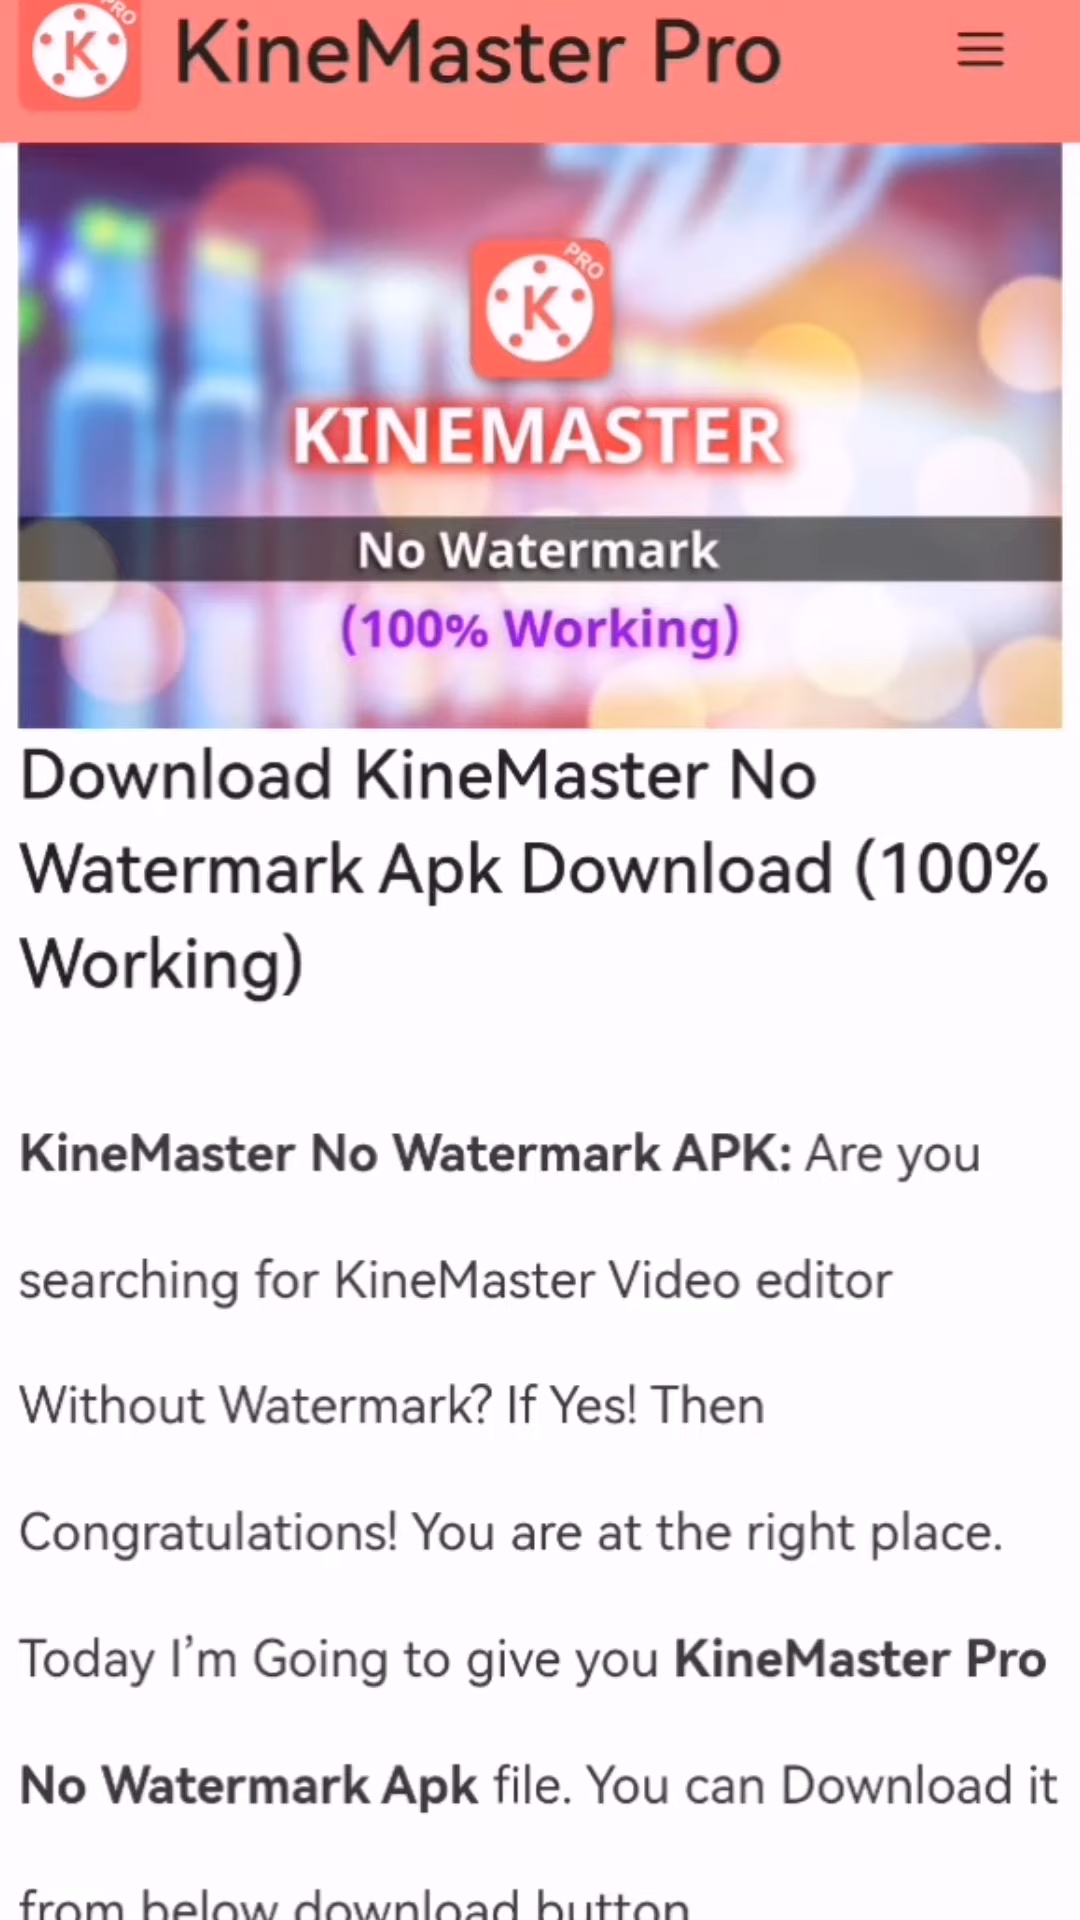 PRO
K
KineMaster Pro
PRO
K
KINEMASTER
No Watermark
(100% Working)
Download KineMaster No
Watermark Apk Download (100%
Working)
KineMaster No Watermark APK: Are you
searching for KineMaster Video editor
Without Watermark? If Yes! Then
Congratulations! You are at the right place.
Today I’m Going to give you KineMaster Pro
No Watermark Apk file. You can Download it
from below download button